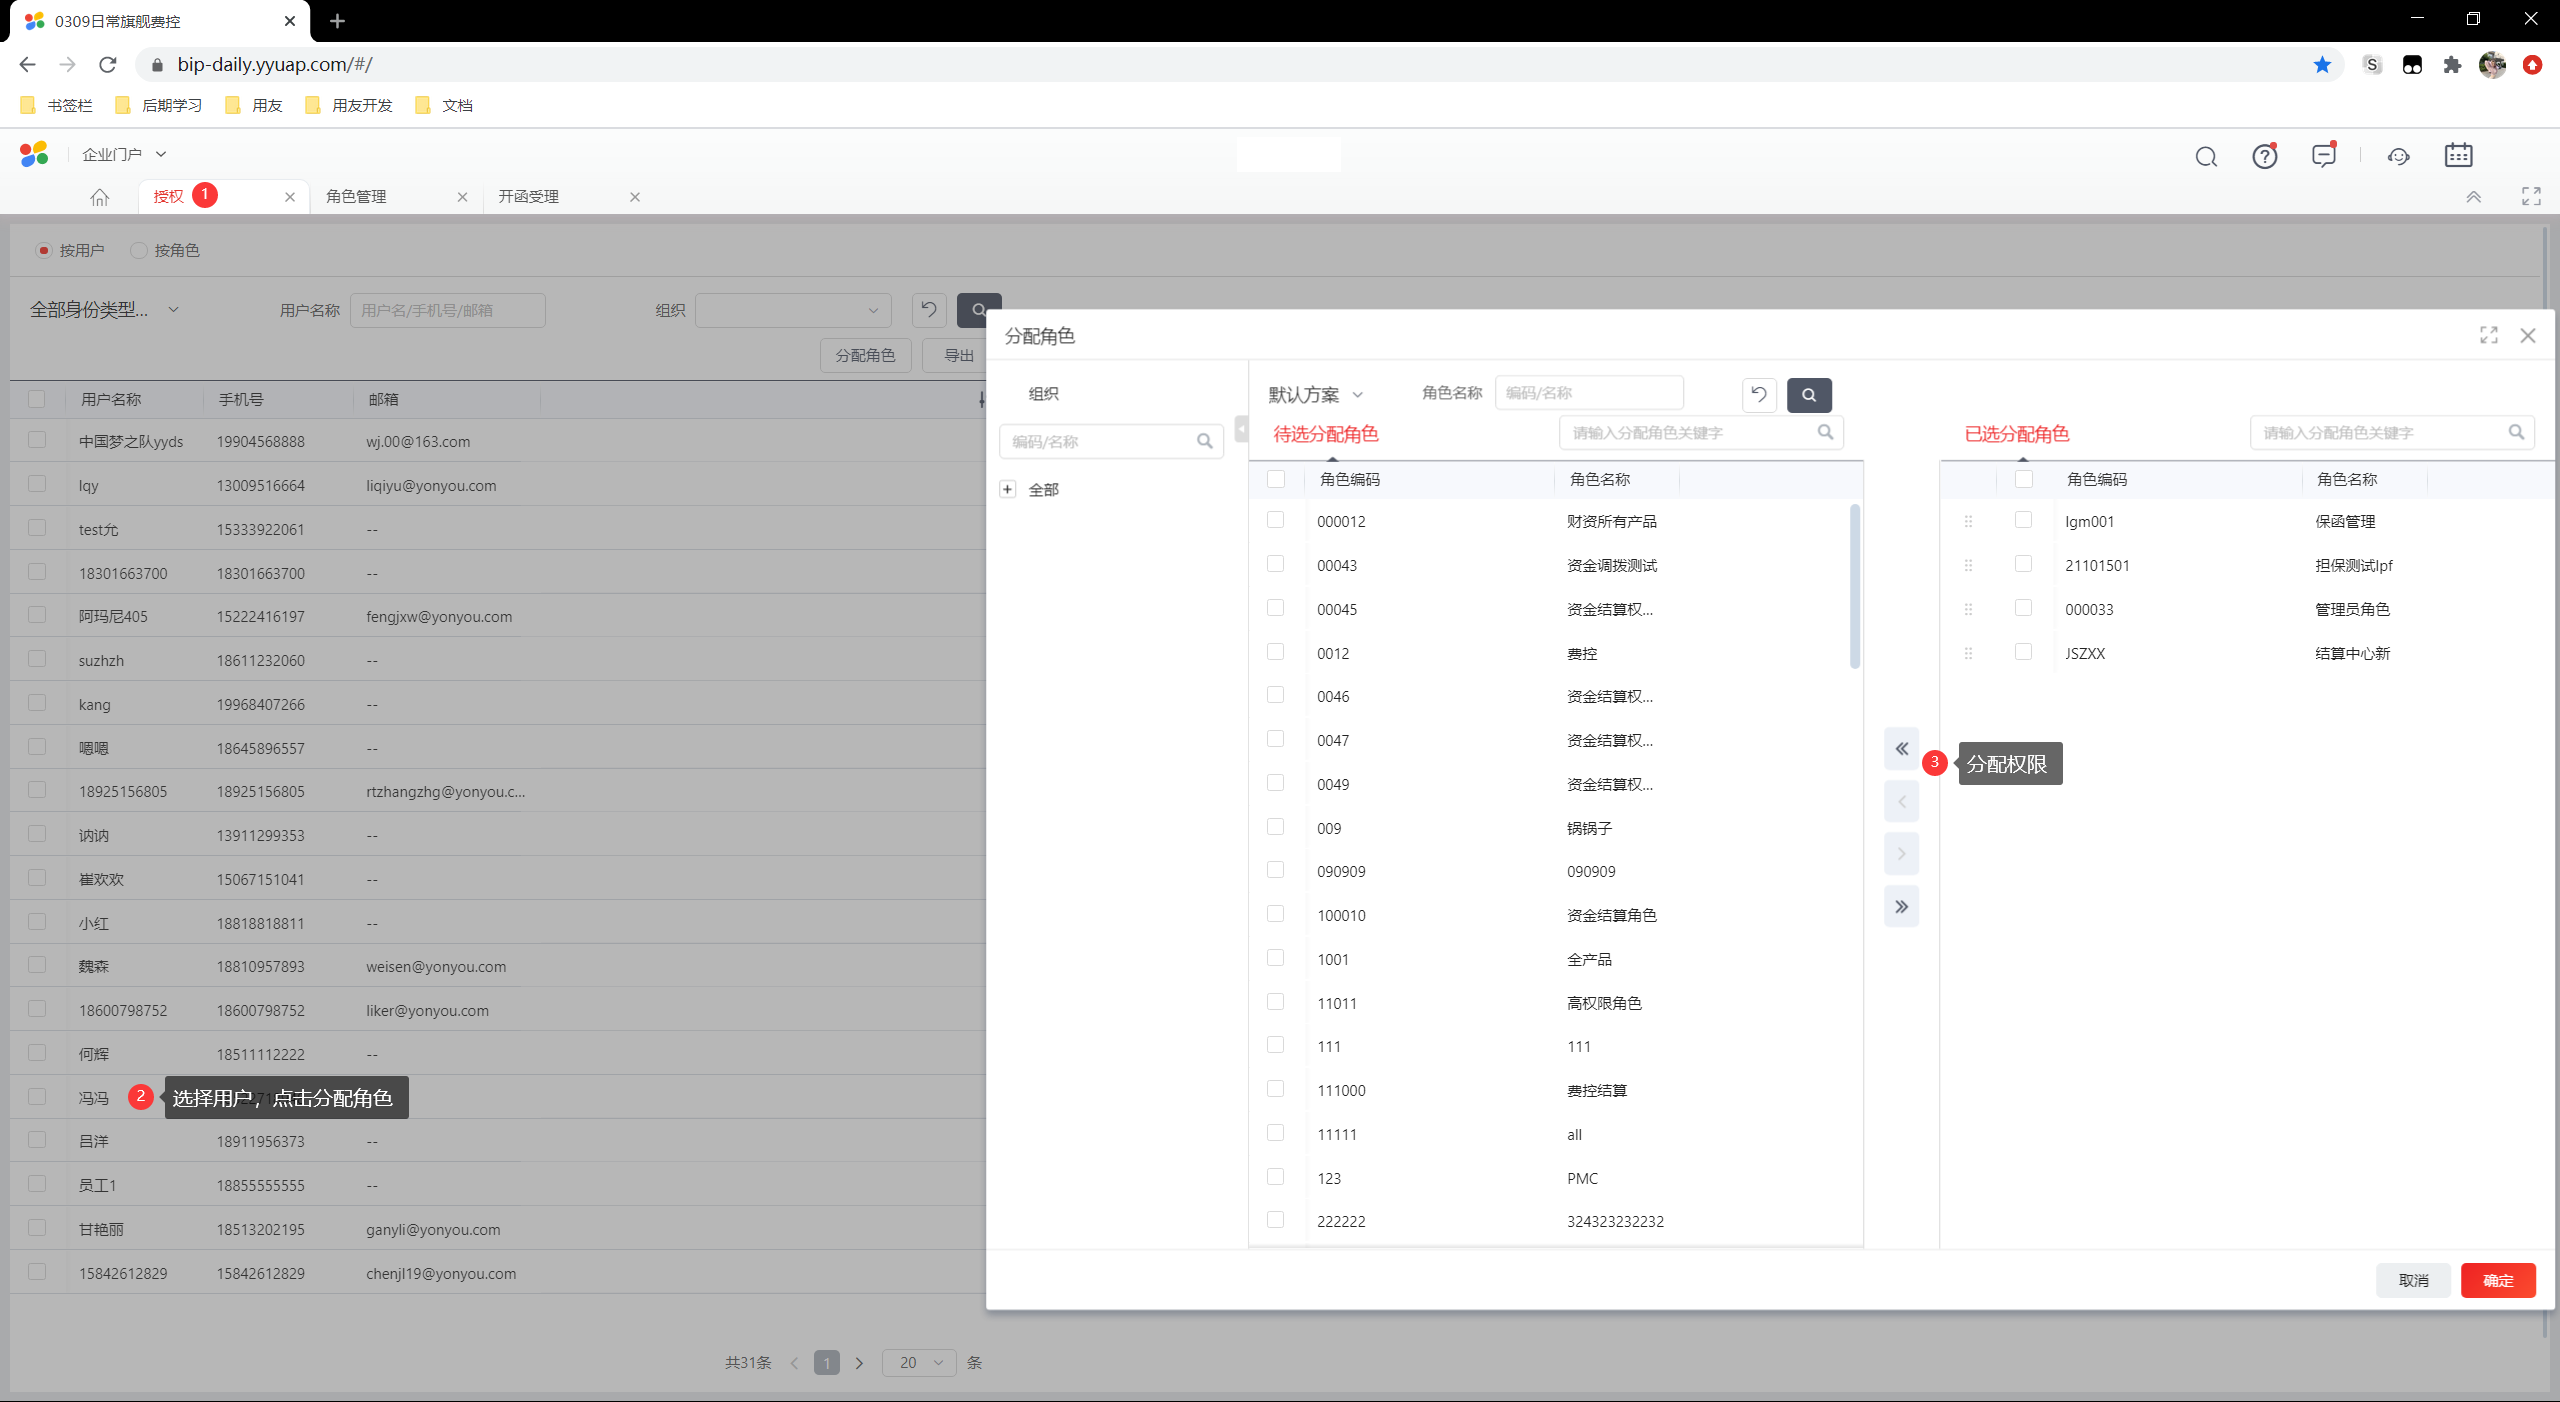 0309日常旗舰费控
bip-daily.yyuap.com/#/
书签栏 后期学习 用友 用友开发 文档
企业门户
授权 1 角色管理 开函受理
按用户 按角色
全部身份类型... 用户名称 用户名/手机号/邮箱 组织
分配角色 导出
用户名称 手机号 邮箱
中国梦之队yyds 19904568888 wj.00@163.com
lqy 13009516664 liqiyu@yonyou.com
test允 15333922061 --
18301663700 18301663700 --
阿玛尼405 15222416197 fengjxw@yonyou.com
suzhzh 18611232060 --
kang 19968407266 --
嗯嗯 18645896557 --
18925156805 18925156805 rtzhangzhg@yonyou.c...
讷讷 13911299353 --
崔欢欢 15067151041 --
小红 18818818811 --
魏森 18810957893 weisen@yonyou.com
18600798752 18600798752 liker@yonyou.com
何辉 18511112222 --
冯冯 2 选择用户，点击分配角色
吕洋 18911956373 --
员工1 18855555555 --
甘艳丽 18513202195 ganyli@yonyou.com
15842612829 15842612829 chenjl19@yonyou.com
共31条 1 20 条
分配角色
组织
编码/名称
全部
默认方案 角色名称 编码/名称
待选分配角色 请输入分配角色关键字
角色编码 角色名称
000012 财资所有产品
00043 资金调拨测试
00045 资金结算权...
0012 费控
0046 资金结算权...
0047 资金结算权...
0049 资金结算权...
009 锅锅子
090909 090909
100010 资金结算角色
1001 全产品
11011 高权限角色
111 111
111000 费控结算
11111 all
123 PMC
222222 324323232232
3 分配权限
已选分配角色 请输入分配角色关键字
角色编码 角色名称
lgm001 保函管理
21101501 担保测试lpf
000033 管理员角色
JSZXX 结算中心新
取消 确定